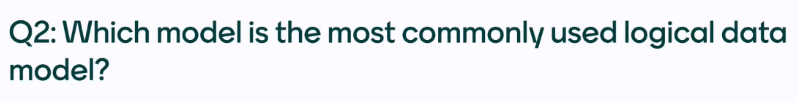 Q2: Which model is the most commonly used logical data
model?